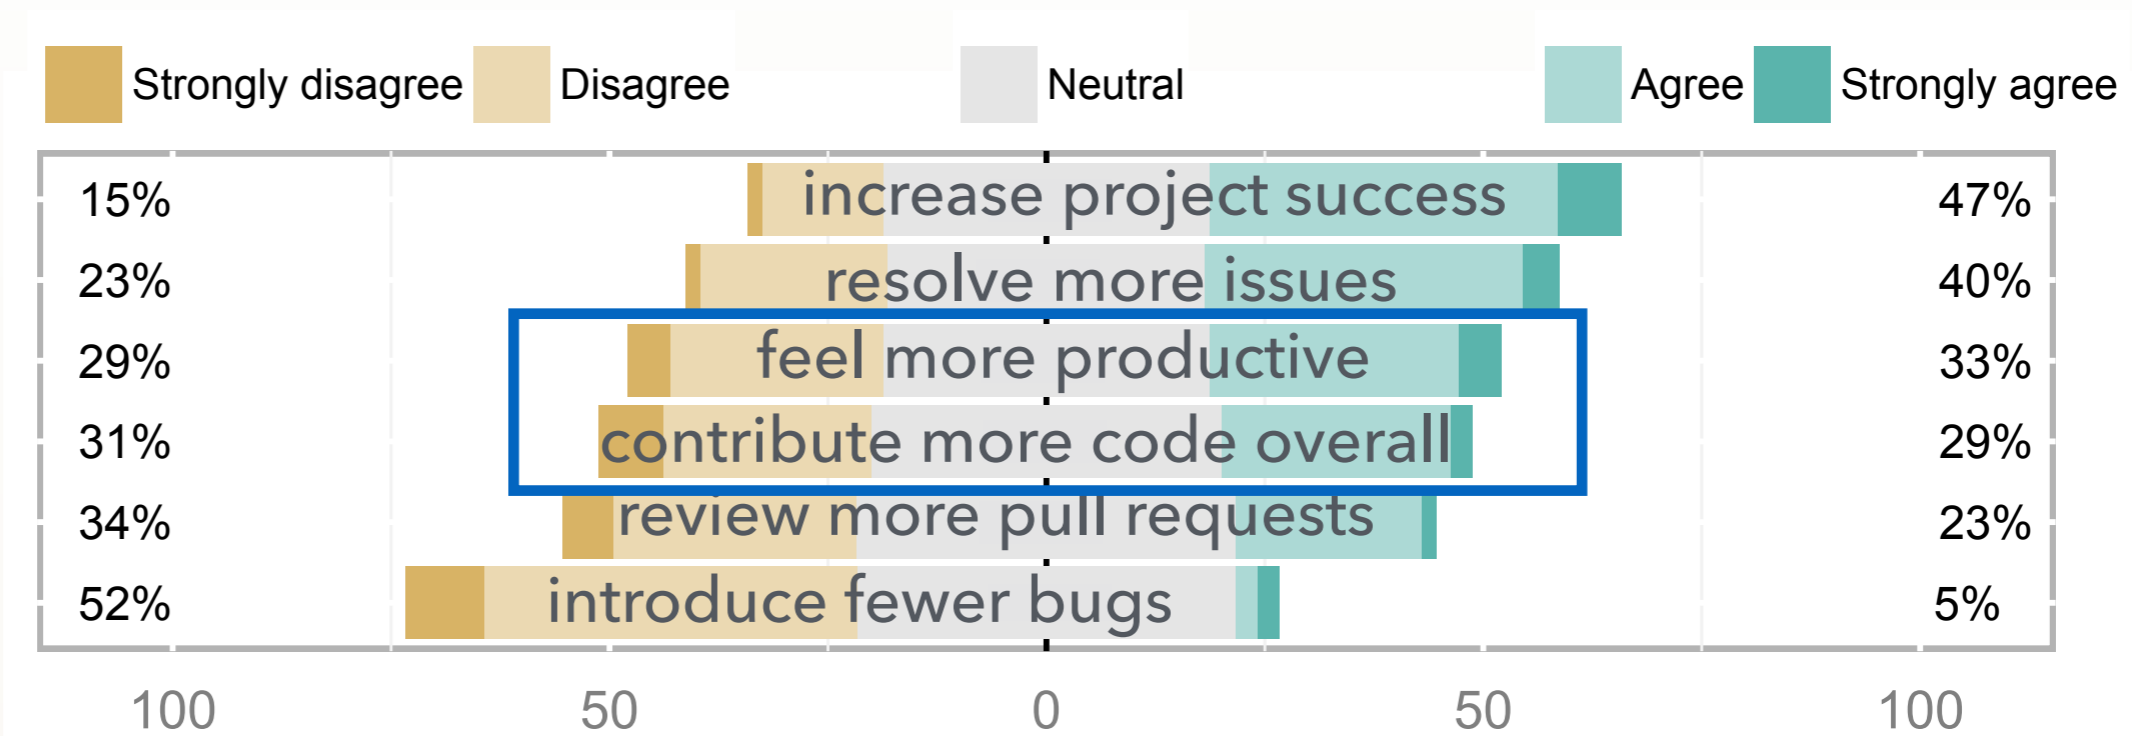 Strongly disagree Disagree Neutral Agree Strongly agree
15% increase project success 47%
23% resolve more issues 40%
29% feel more productive 33%
31% contribute more code overall 29%
34% review more pull requests 23%
52% introduce fewer bugs 5%
100 50 0 50 100